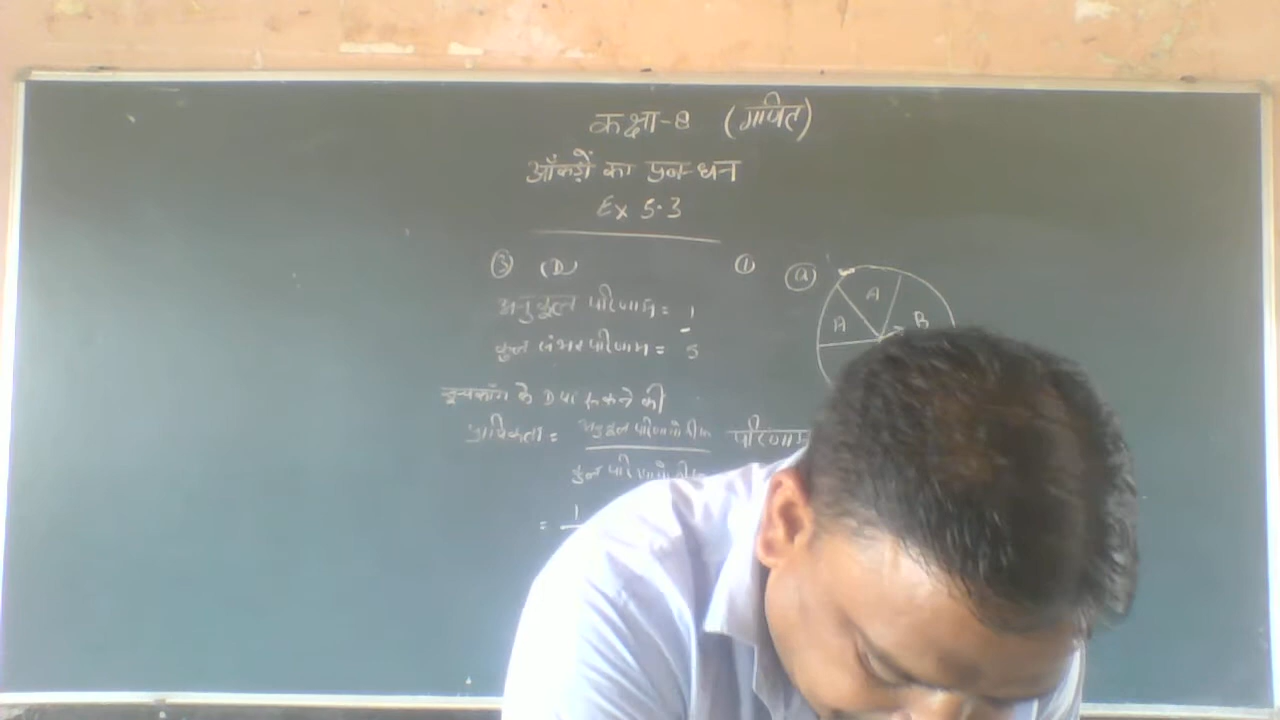 कक्षा-8 (गणित)
आँकड़ों का प्रबन्धन
Ex 5.3
③ (D)
अनुकूल परिणाम = 1
कुल संभव परिणाम = 5
के D पर रुकने की
प्रायिकता = अनुकूल परिणामों
कुल परिणामों
= 1
① (a)
A
A
B
परिणाम